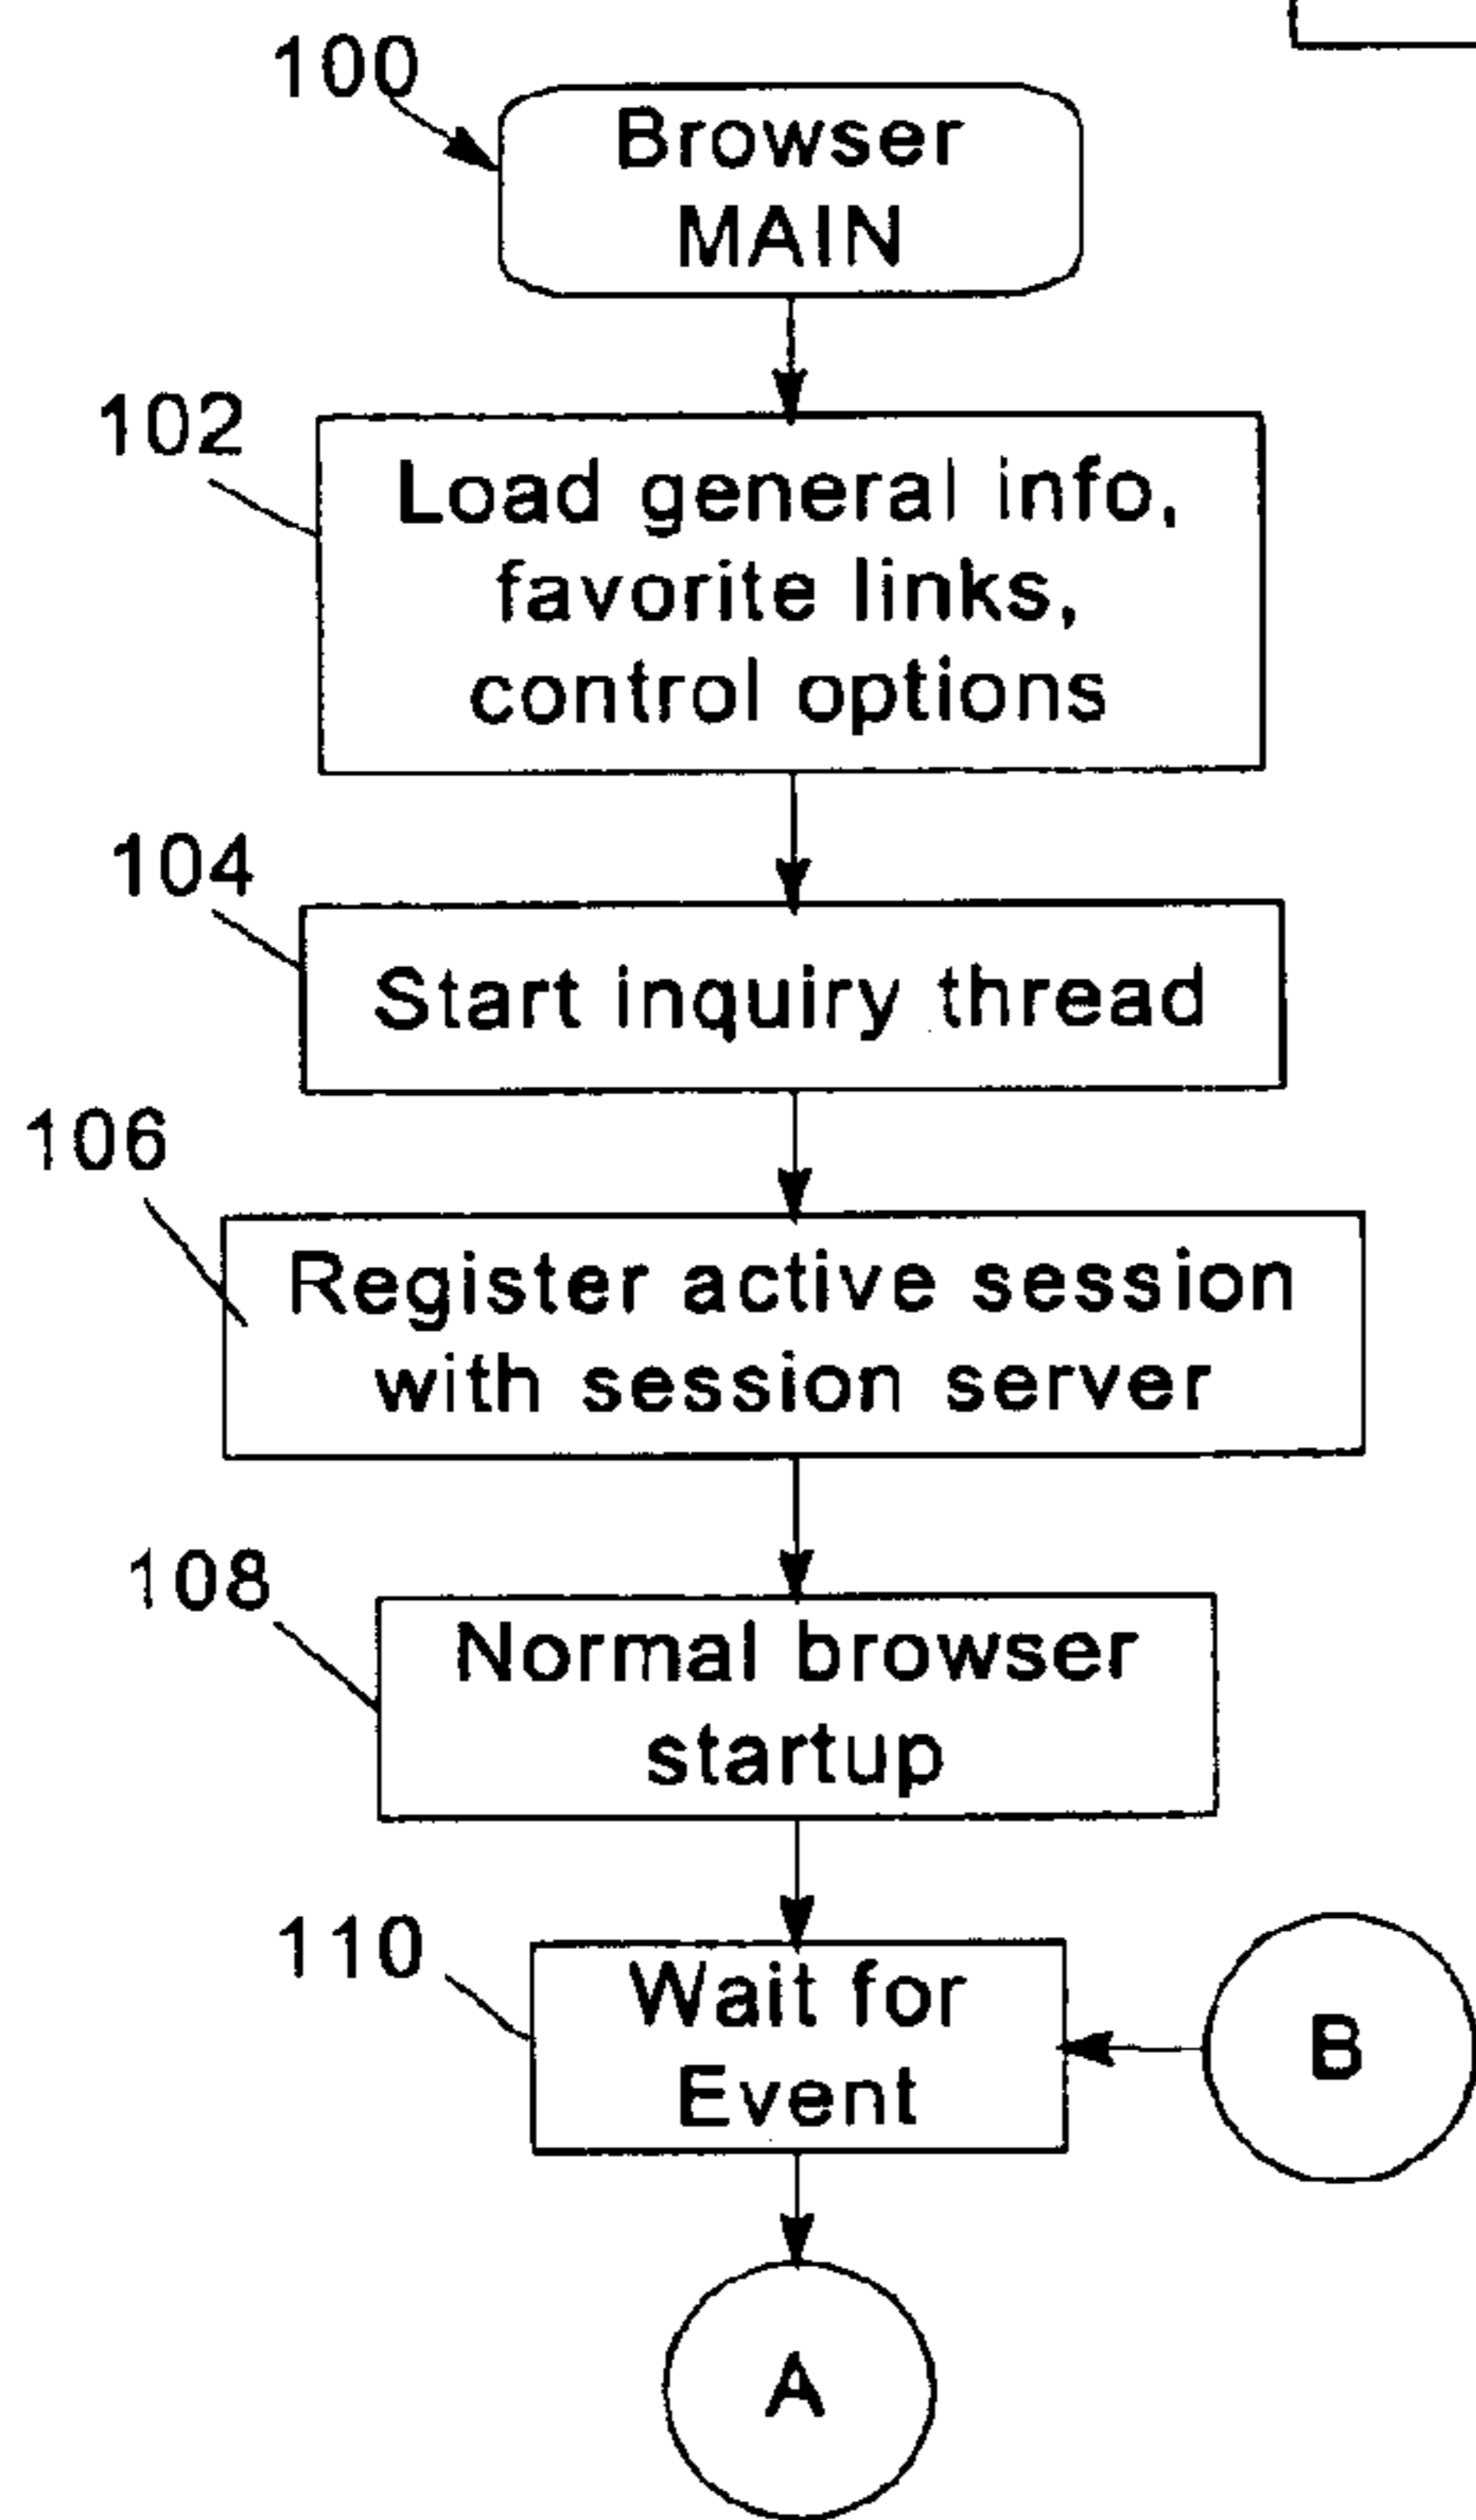 100
Browser
MAIN
102
Load general info,
favorite links,
control options
104
Start inquiry thread
106
Register active session
with session server
108
Normal browser
startup
110
Wait for
Event
B
A